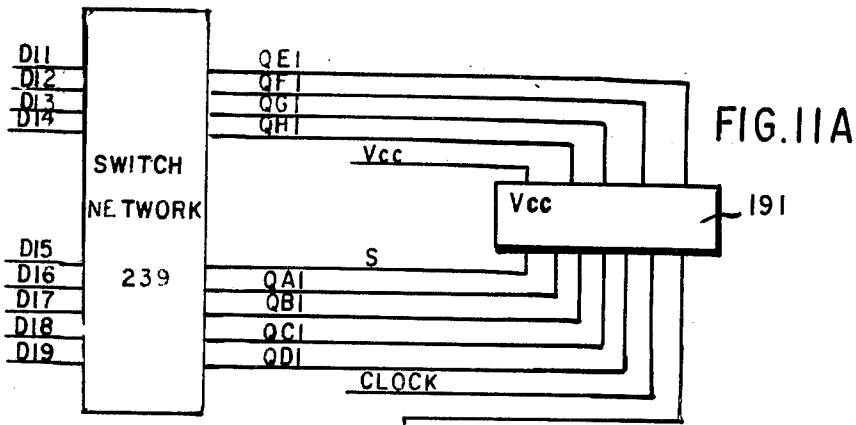 DI1
DI2
DI3
DI4
DI5
DI6
DI7
DI8
DI9
SWITCH
NETWORK
239
QE1
QF1
QG1
QH1
Vcc
S
QA1
QB1
QC1
QD1
CLOCK
Vcc
191
FIG.11A